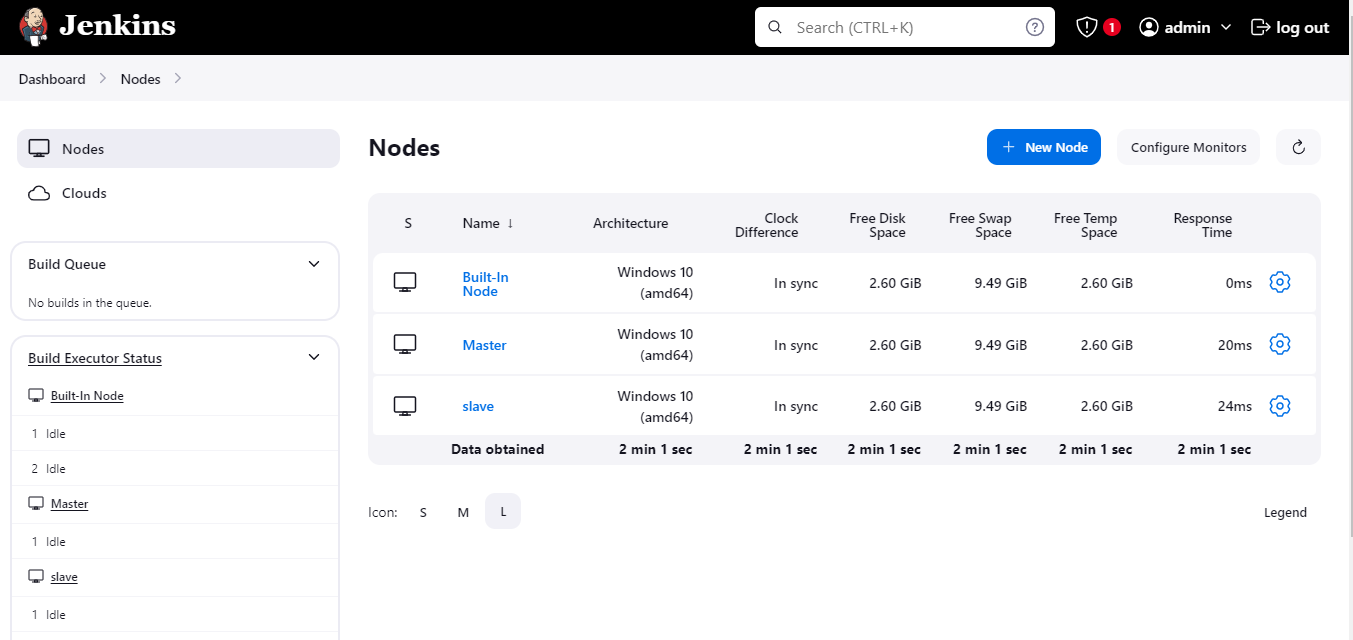 Jenkins
Search (CTRL+K)
?
1
admin
log out
Dashboard
Nodes
Nodes
Clouds
Build Queue
No builds in the queue.
Build Executor Status
Built-In Node
1 Idle
2 Idle
Master
1 Idle
slave
1 Idle
Nodes
+ New Node
Configure Monitors
S Name ↓ Architecture Clock Difference Free Disk Space Free Swap Space Free Temp Space Response Time
Built-In Node Windows 10 (amd64) In sync 2.60 GiB 9.49 GiB 2.60 GiB 0ms
Master Windows 10 (amd64) In sync 2.60 GiB 9.49 GiB 2.60 GiB 20ms
slave Windows 10 (amd64) In sync 2.60 GiB 9.49 GiB 2.60 GiB 24ms
Data obtained 2 min 1 sec 2 min 1 sec 2 min 1 sec 2 min 1 sec 2 min 1 sec 2 min 1 sec
Icon: S M L
Legend